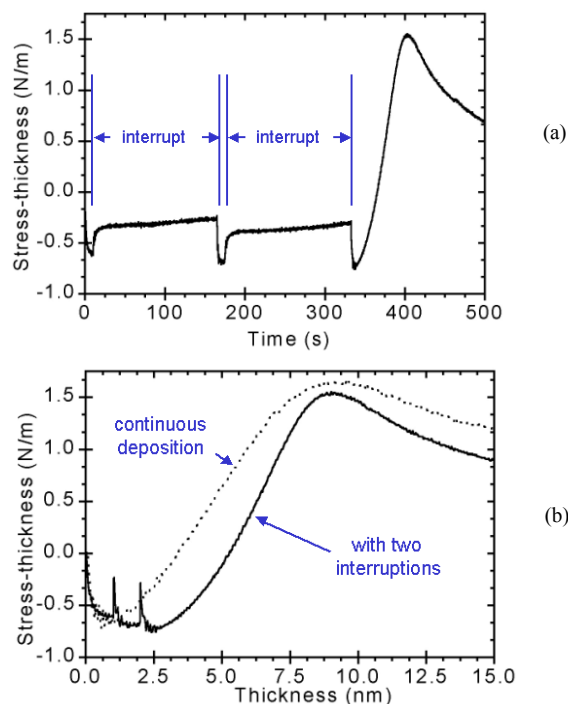 Stress-thickness (N/m)
1.5
1.0
0.5
0.0
-0.5
-1.0
interrupt
interrupt
0 100 200 300 400 500
Time (s)
(a)
Stress-thickness (N/m)
1.5
1.0
0.5
0.0
-0.5
-1.0
continuous
deposition
with two
interruptions
0.0 2.5 5.0 7.5 10.0 12.5 15.0
Thickness (nm)
(b)